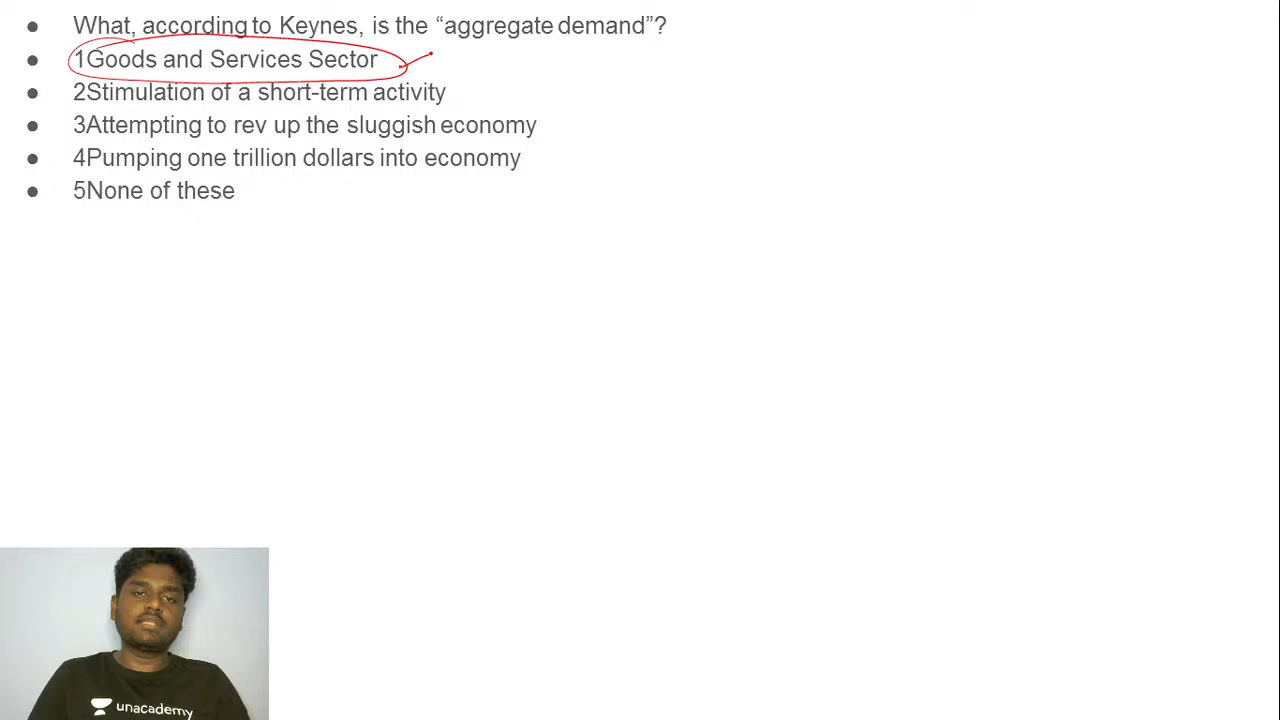 What, according to Keynes, is the “aggregate demand”?
1Goods and Services Sector
2Stimulation of a short-term activity
3Attempting to rev up the sluggish economy
4Pumping one trillion dollars into economy
5None of these
unacademy